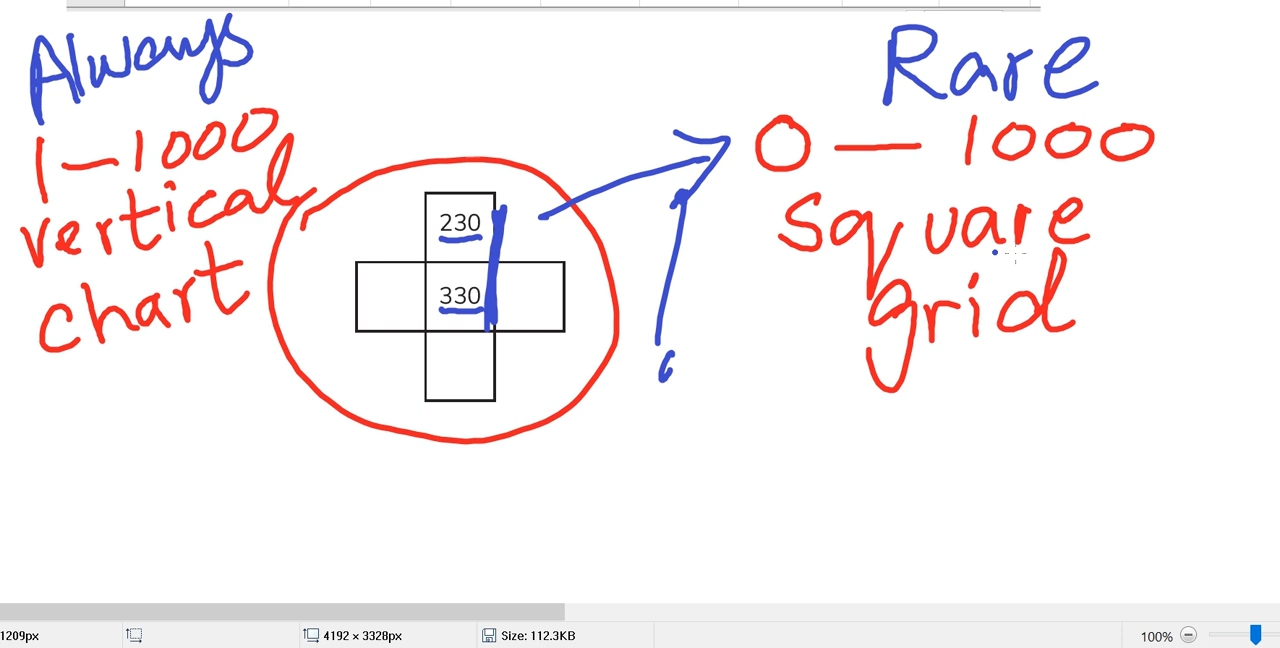 Always
Rare
1 – 1000
vertical
chart
230
330
0 — 1000
square
grid
1209px
4192 × 3328px
Size: 112.3KB
100%